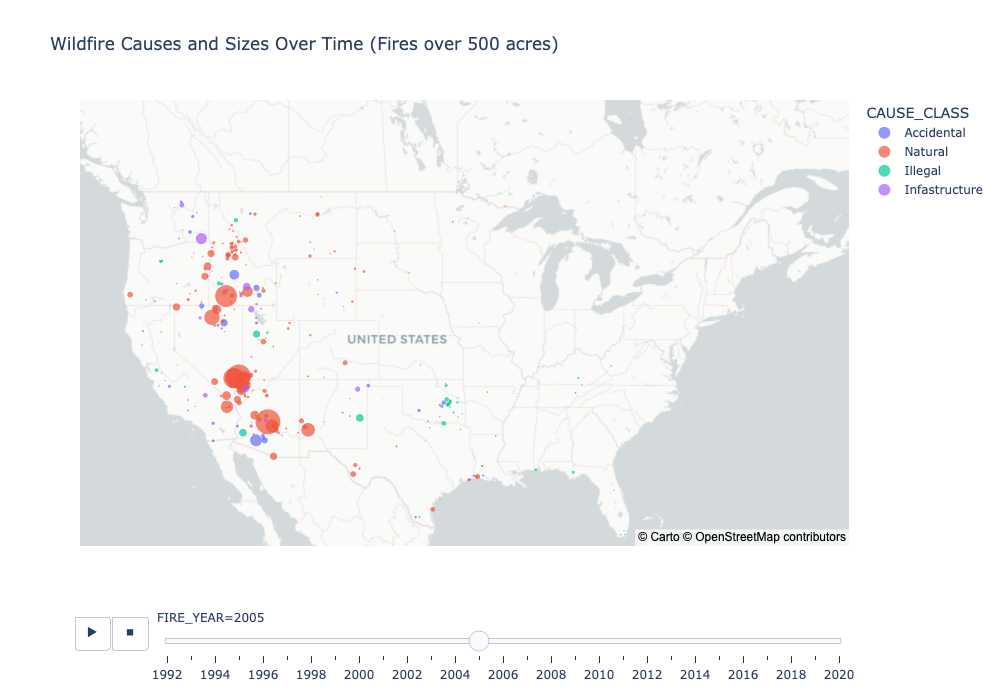 Wildfire Causes and Sizes Over Time (Fires over 500 acres)
CAUSE_CLASS
Accidental
Natural
Illegal
Infastructure
UNITED STATES
© Carto © OpenStreetMap contributors
FIRE_YEAR=2005
1992 1994 1996 1998 2000 2002 2004 2006 2008 2010 2012 2014 2016 2018 2020